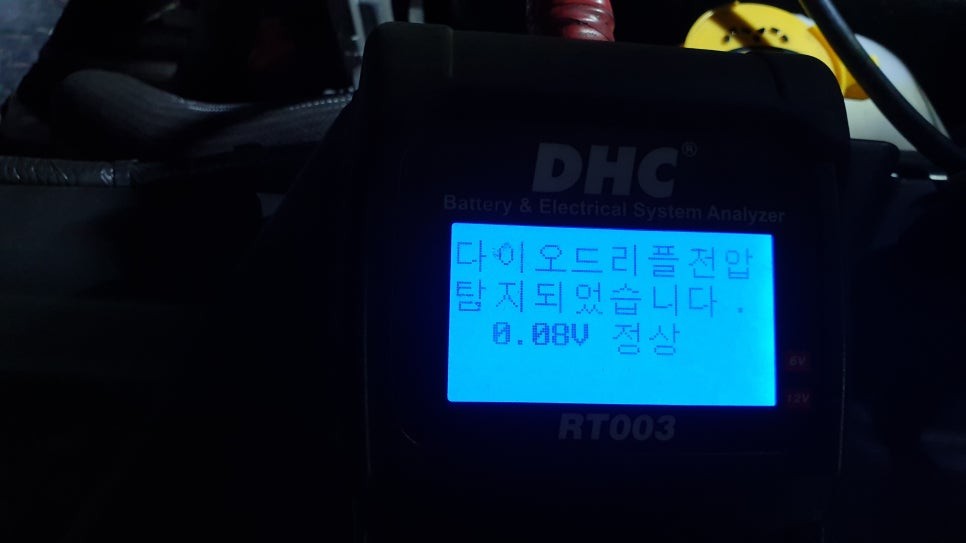 DHC®
Battery & Electrical System Analyzer
다이오드리플전압
탐지되었습니다.
0.08V 정상
6V
12V
RT003